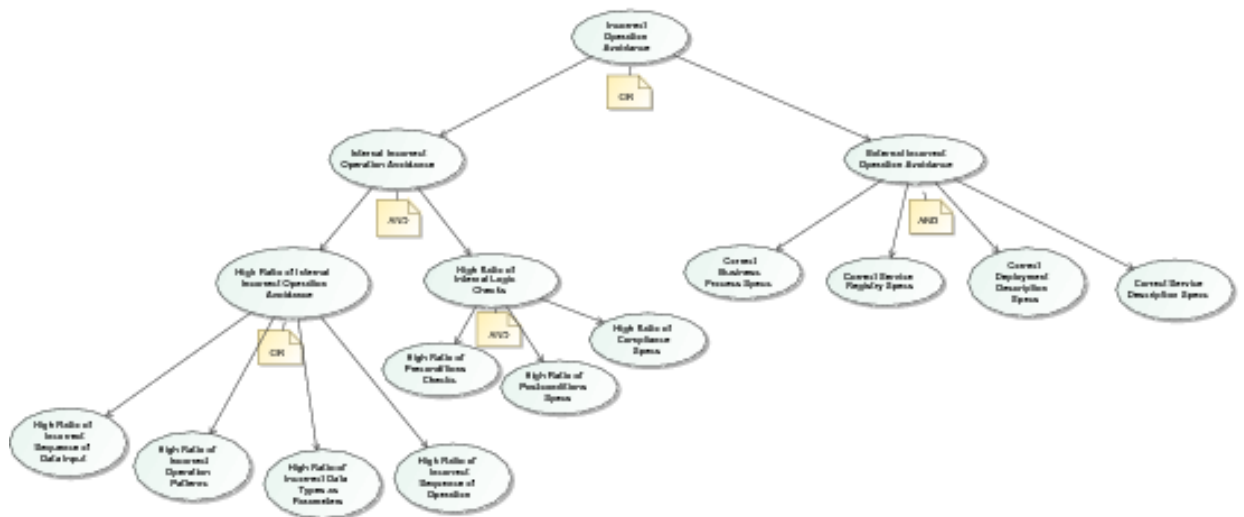 Incorrect
Operation
Avoidance
OR
Internal Incorrect
Operation Avoidance
External Incorrect
Operation Avoidance
AND
AND
High Ratio of Internal
Incorrect Operation
Avoidance
High Ratio of
Internal Logic
Checks
Correct
Business
Process Specs
Correct Service
Registry Specs
Correct
Deployment
Description
Specs
Correct Service
Description Specs
OR
AND
High Ratio of
Compliance
Specs
High Ratio of
Preconditions
Checks
High Ratio of
Postconditions
Specs
High Ratio of
Incorrect
Sequence of
Data Input
High Ratio of
Incorrect
Operation
Patterns
High Ratio of
Incorrect Data
Types as
Parameters
High Ratio of
Incorrect
Sequence of
Operation